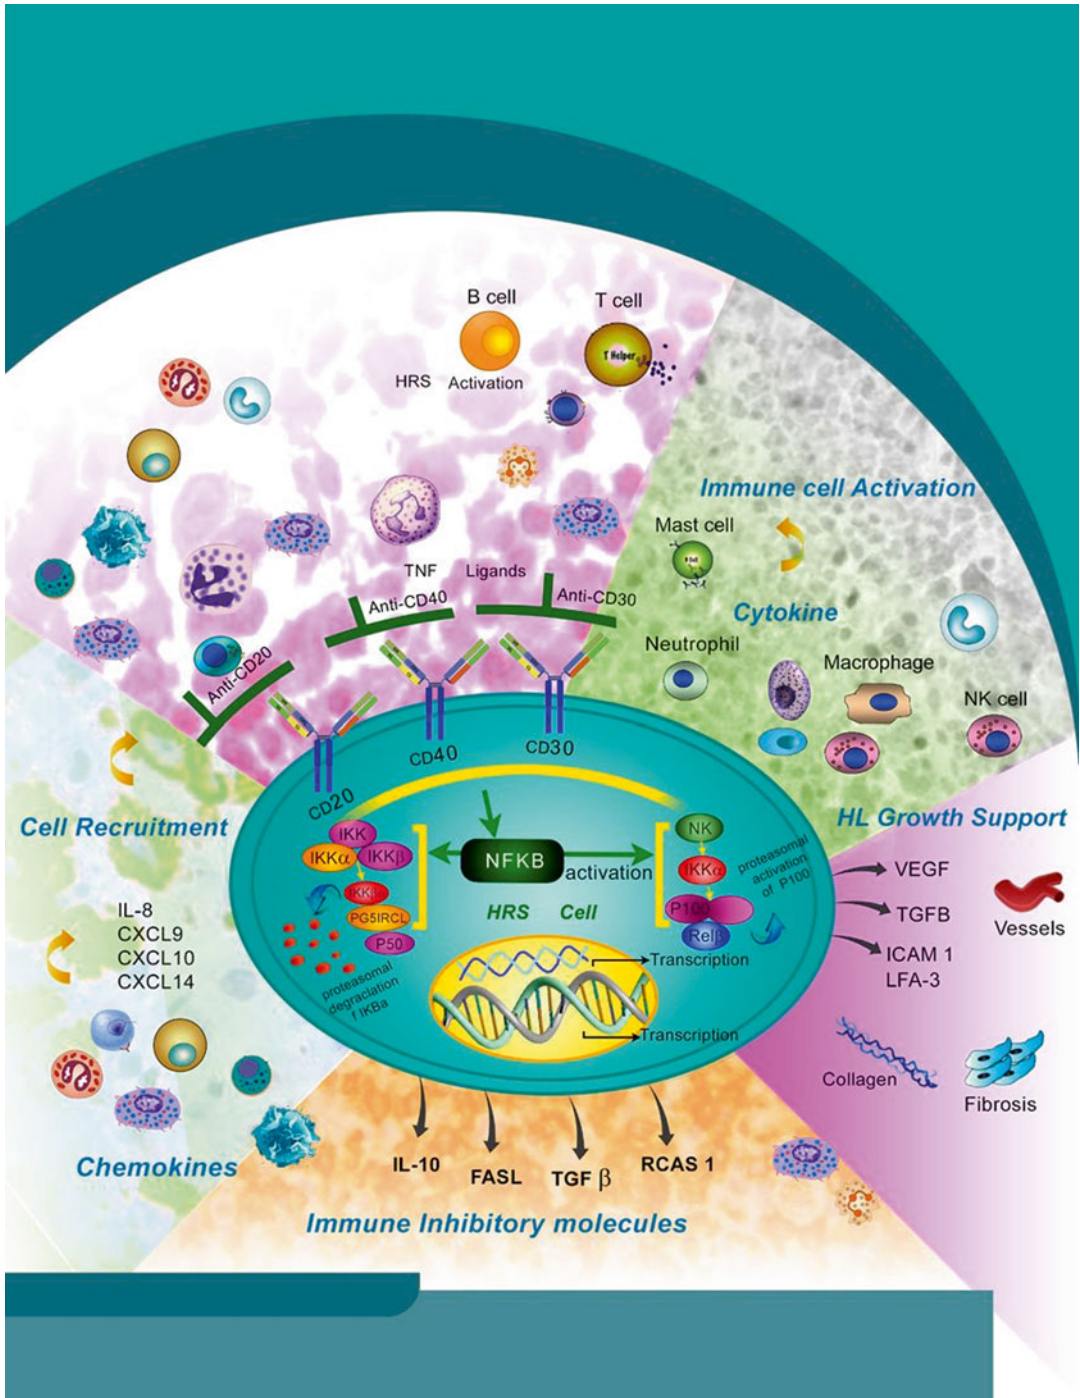 B cell
T cell
T Helper
HRS Activation
Immune cell Activation
Mast cell
TNF Ligands
Anti-CD40
Anti-CD30
Cytokine
Neutrophil
Macrophage
Anti-CD20
NK cell
CD40
CD30
CD20
Cell Recruitment
HL Growth Support
IKK
IKKα
IKKβ
NFKB
activation
NK
IKKα
proteasomal
activation
of P100
VEGF
TGFB
ICAM 1
LFA-3
Vessels
PG5IRCL
P50
HRS Cell
P100
Relβ
IL-8
CXCL9
CXCL10
CXCL14
proteasomal
degraclation
f IKBa
Transcription
Transcription
Collagen
Fibrosis
Chemokines
IL-10
FASL
TGF β
RCAS 1
Immune Inhibitory molecules